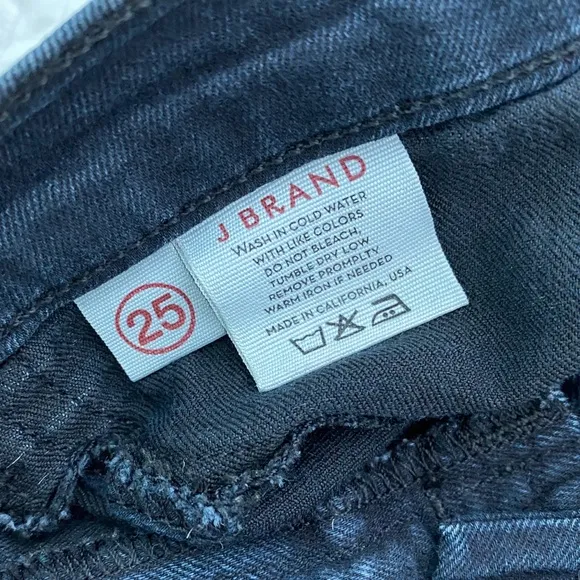 J BRAND
WASH IN COLD WATER
WITH LIKE COLORS
DO NOT BLEACH,
TUMBLE DRY LOW
REMOVE PROMPTLY
WARM IRON IF NEEDED
MADE IN CALIFORNIA, USA
25